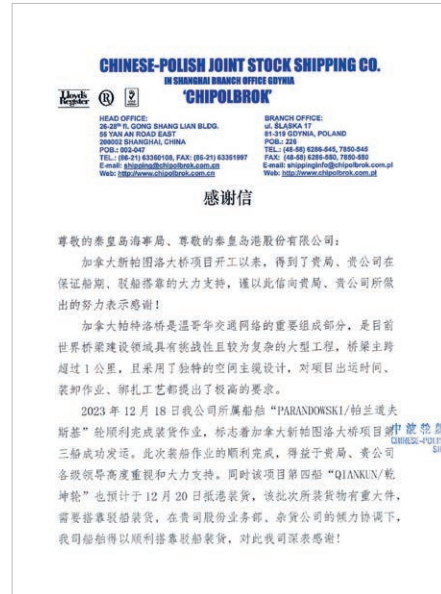 CHINESE-POLISH JOINT STOCK SHIPPING CO.
IN SHANGHAI BRANCH OFFICE GDYNIA
'CHIPOLBROK'
Lloyd's
Register
HEAD OFFICE:
26-28th fl. GONG SHANG LIAN BLDG.
55 YAN AN ROAD EAST
200002 SHANGHAI, CHINA
POB.: 002-047
TEL.: (86-21) 63360108, FAX: (86-21) 63361997
E-mail: shipping@chipolbrok.com.cn
Web: http://www.chipolbrok.com.cn
BRANCH OFFICE:
ul. ŚLĄSKA 17
81-319 GDYNIA, POLAND
POB.: 226
TEL.: (48-58) 6286-545, 7850-545
FAX: (48-58) 6286-550, 7850-550
E-mail: shippinginfo@chipolbrok.com.pl
Web: http://www.chipolbrok.com.pl
感谢信
尊敬的秦皇岛海事局、尊敬的秦皇岛港股份有限公司：
加拿大新帕图洛大桥项目开工以来，得到了贵局、贵公司在
保证船期、驳船搭靠的大力支持，谨以此信向贵局、贵公司所做
出的努力表示感谢！
加拿大帕特洛桥是温哥华交通网络的重要组成部分，是目前
世界桥梁建设领域具有挑战性且较为复杂的大型工程，桥梁主跨
超过 1 公里，且采用了独特的空间主缆设计，对项目出运时间、
装卸作业、绑扎工艺都提出了极高的要求。
2023 年 12 月 18 日我公司所属船舶“PARANDOWSKI/帕兰道夫
斯基”轮顺利完成装货作业，标志着加拿大新帕图洛大桥项目第
三船成功发运。此次装船作业的顺利完成，得益于贵局、贵公司
各级领导高度重视和大力支持。同时该项目第四船“QIANKUN/乾
坤轮”也预计于 12 月 20 日抵港装货，该批次所装货物有重大件，
需要搭靠驳船装货，在贵司股份业务部、杂货公司的倾力协调下，
我司船舶得以顺利搭靠驳船装货，对此我司深表感谢！
中波轮船
CHINESE-POLI